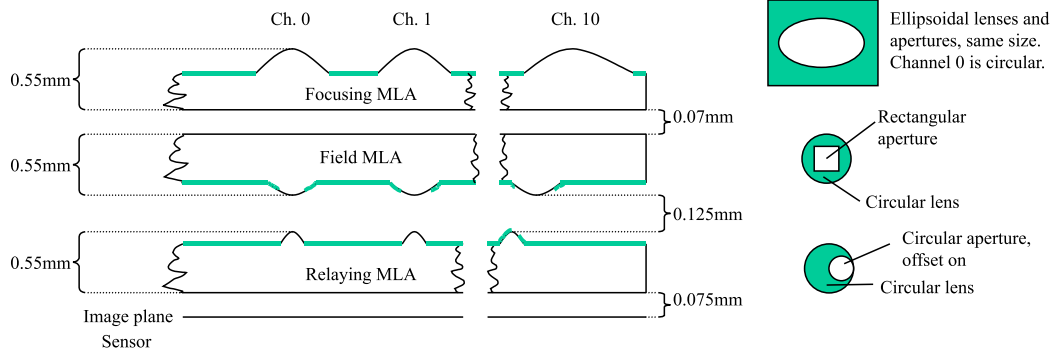 Ch. 0
Ch. 1
Ch. 10
0.55mm
Focusing MLA
0.07mm
0.55mm
Field MLA
0.125mm
0.55mm
Relaying MLA
0.075mm
Image plane
Sensor
Ellipsoidal lenses and
apertures, same size.
Channel 0 is circular.
Rectangular
aperture
Circular lens
Circular aperture,
offset on
Circular lens